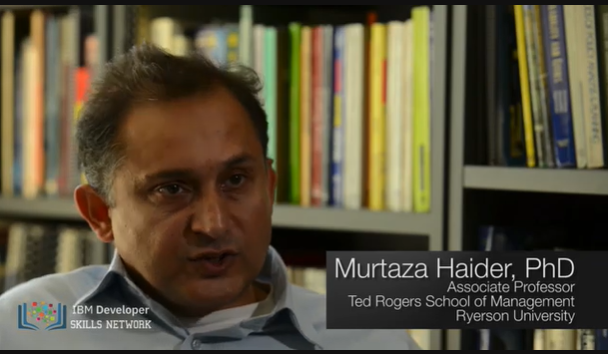 Murtaza Haider, PhD
Associate Professor
Ted Rogers School of Management
Ryerson University
IBM Developer
SKILLS NETWORK